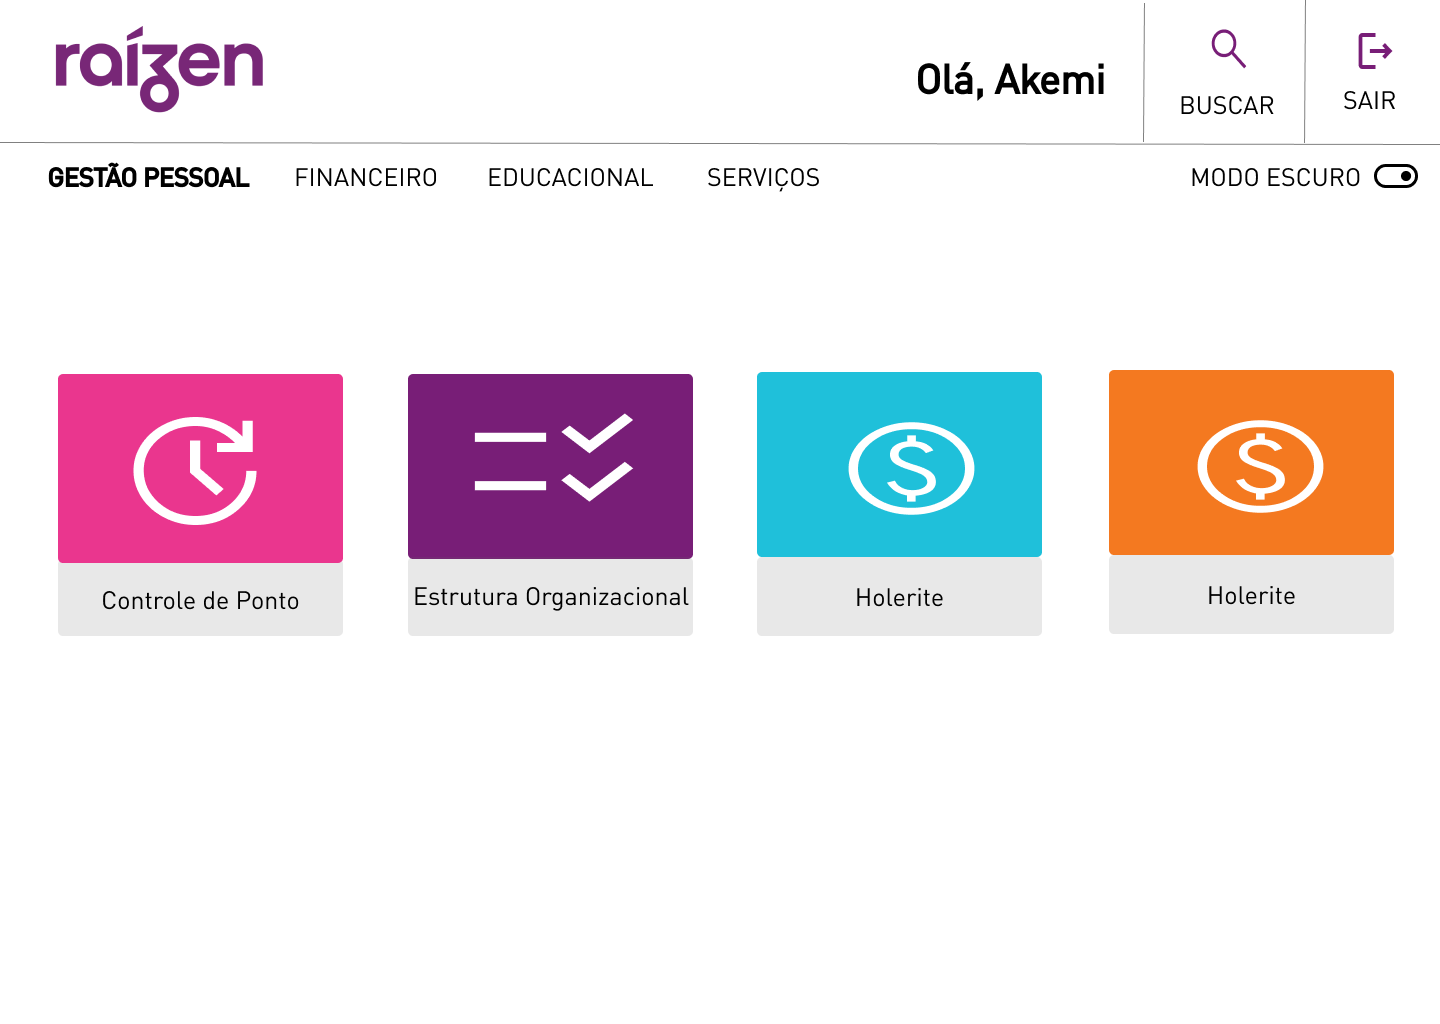 raízen
Olá, Akemi
BUSCAR
SAIR
GESTÃO PESSOAL
FINANCEIRO
EDUCACIONAL
SERVIÇOS
MODO ESCURO
Controle de Ponto
Estrutura Organizacional
Holerite
Holerite